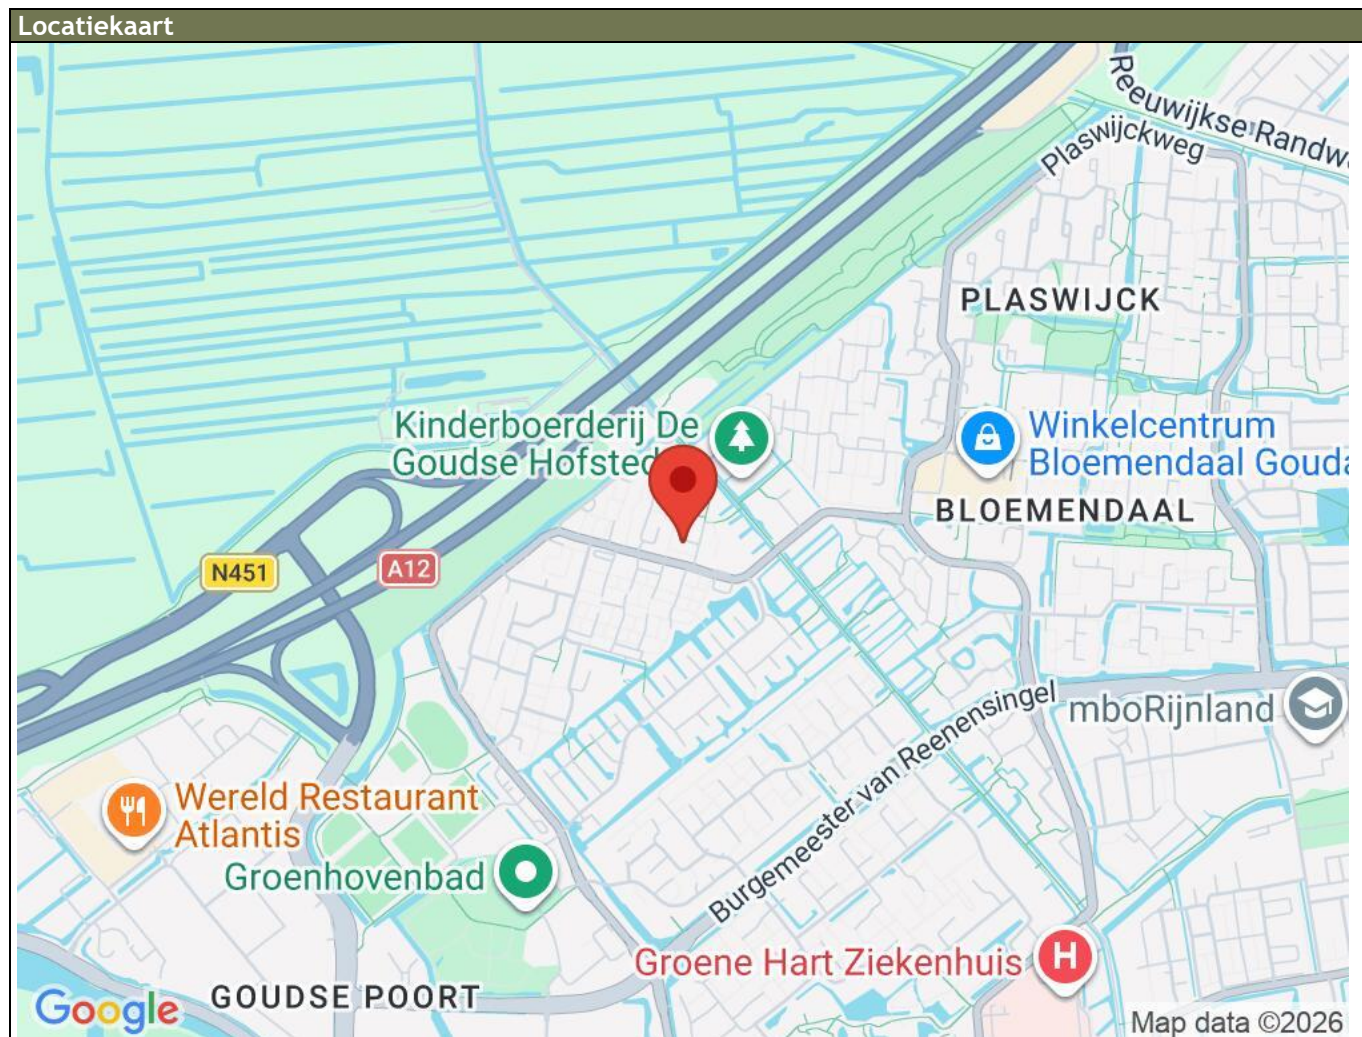 Locatiekaart
Reeuwijkse Randw
Plaswijckweg
PLASWIJCK
Kinderboerderij De
Goudse Hofsted
Winkelcentrum
Bloemendaal Gouda
BLOEMENDAAL
N451
A12
Burgemeester van Reenensingel
mboRijnland
Wereld Restaurant
Atlantis
Groenhovenbad
Groene Hart Ziekenhuis
H
GOUDSE POORT
Google
Map data ©2026